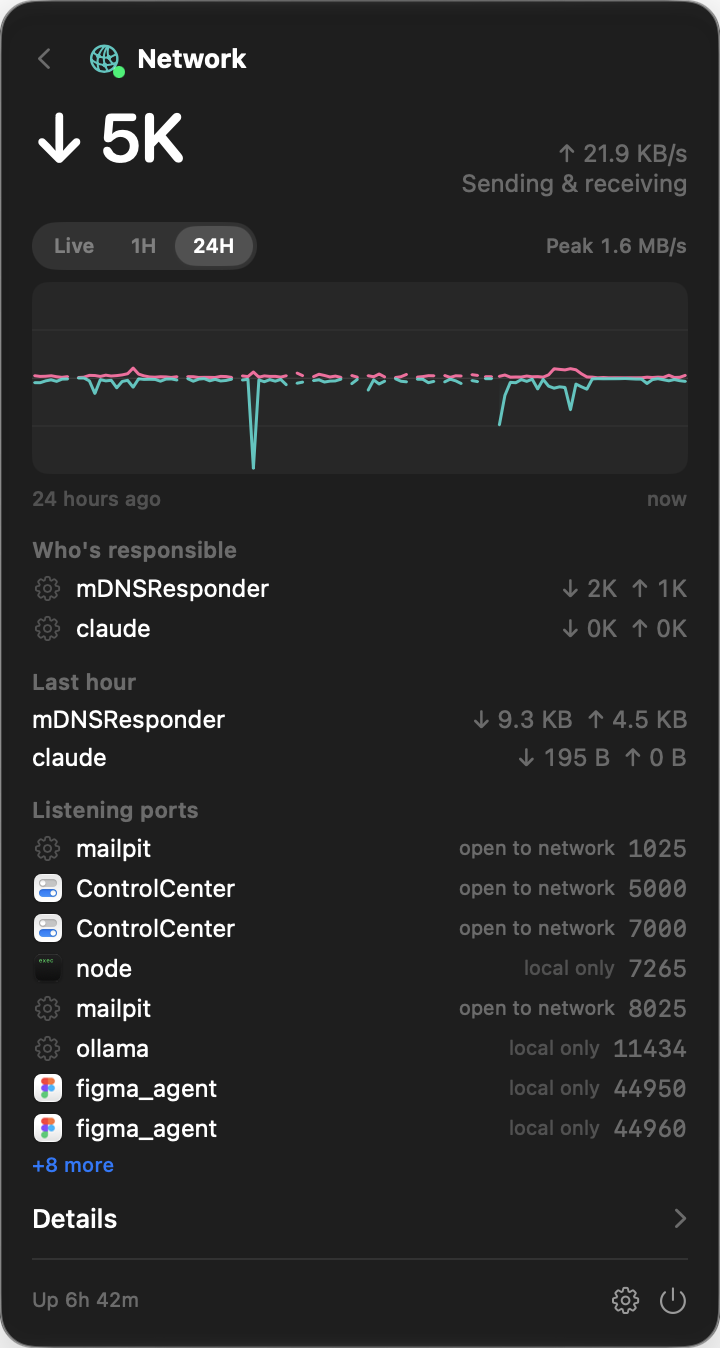 Network
↓ 5K
↑ 21.9 KB/s
Sending & receiving
Live 1H 24H Peak 1.6 MB/s
24 hours ago now
Who's responsible
mDNSResponder ↓ 2K ↑ 1K
claude ↓ 0K ↑ 0K
Last hour
mDNSResponder ↓ 9.3 KB ↑ 4.5 KB
claude ↓ 195 B ↑ 0 B
Listening ports
mailpit open to network 1025
ControlCenter open to network 5000
ControlCenter open to network 7000
exec node local only 7265
mailpit open to network 8025
ollama local only 11434
figma_agent local only 44950
figma_agent local only 44960
+8 more
Details
Up 6h 42m